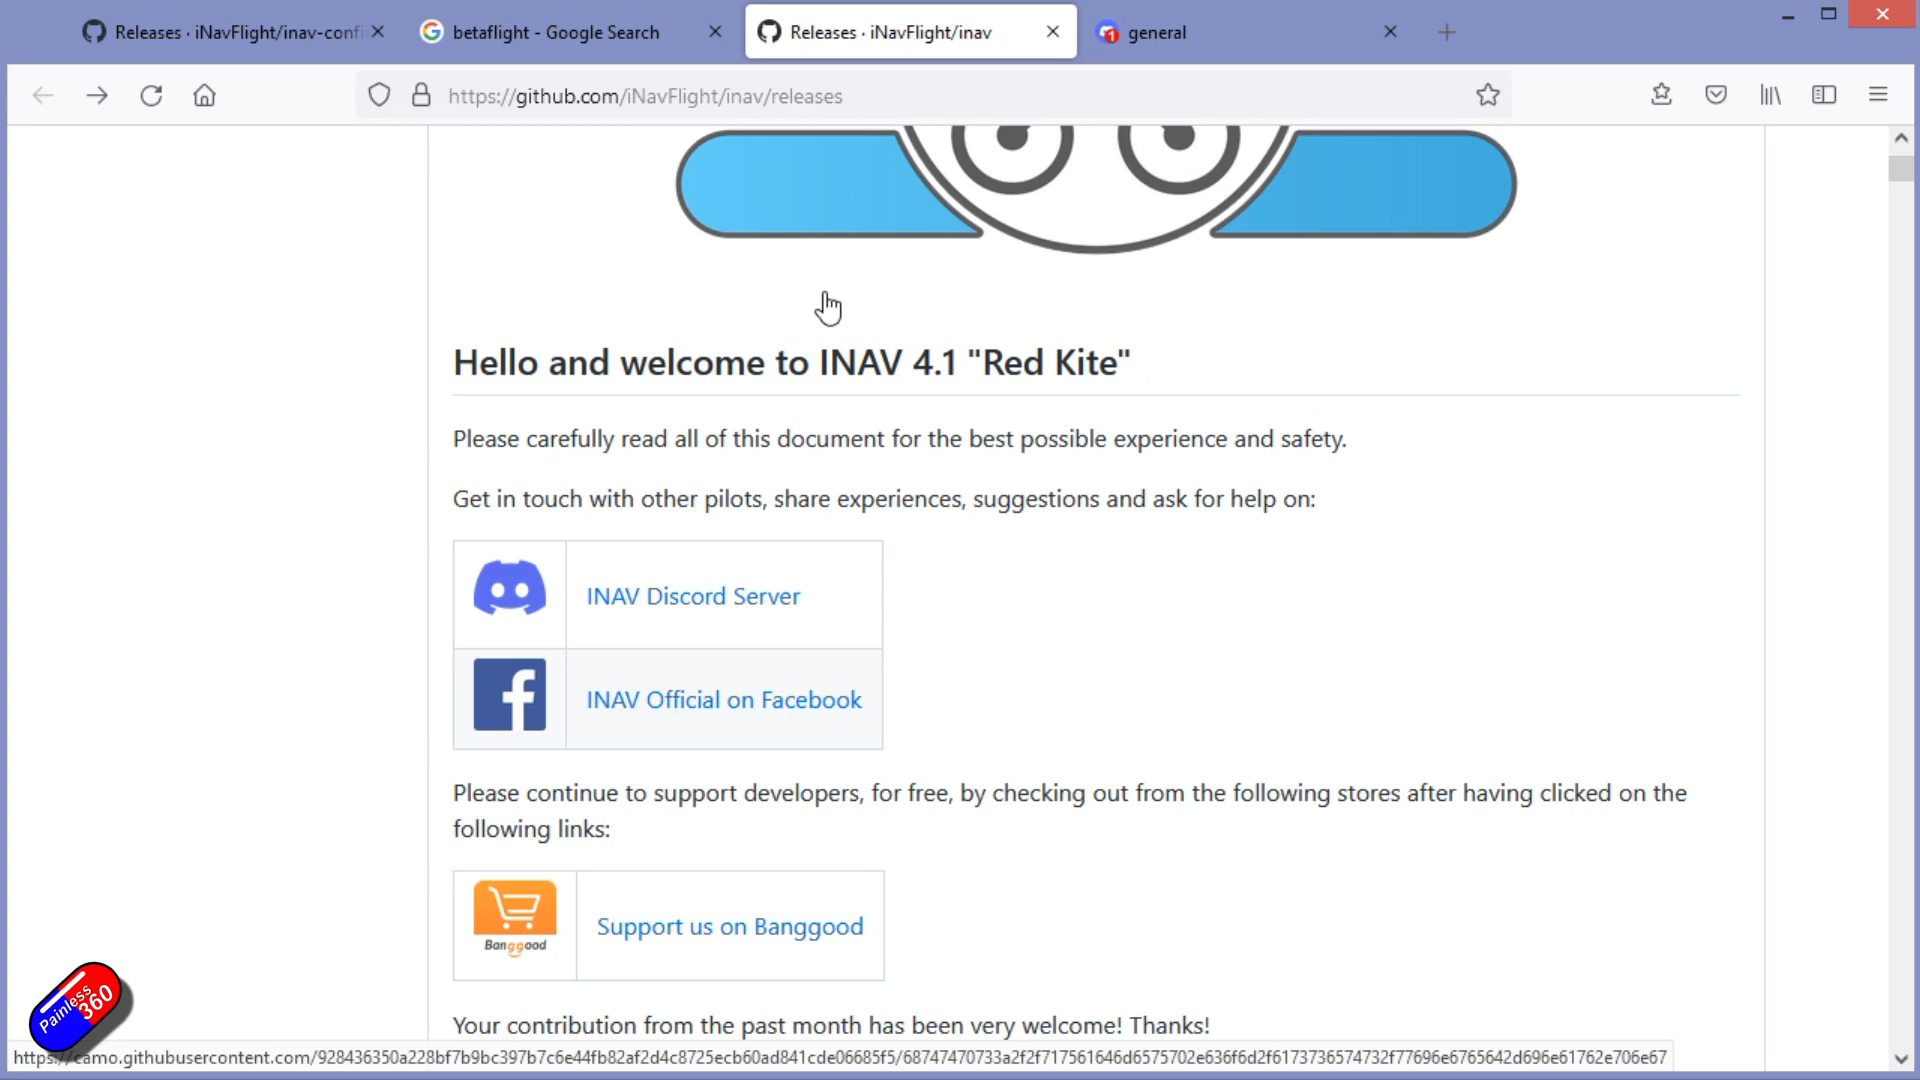 Releases · iNavFlight/inav-confi
betaflight - Google Search
Releases · iNavFlight/inav
1
general
https://github.com/iNavFlight/inav/releases
Hello and welcome to INAV 4.1 "Red Kite"
Please carefully read all of this document for the best possible experience and safety.
Get in touch with other pilots, share experiences, suggestions and ask for help on:
INAV Discord Server
INAV Official on Facebook
Please continue to support developers, for free, by checking out from the following stores after having clicked on the
following links:
Banggood
Support us on Banggood
Your contribution from the past month has been very welcome! Thanks!
Painless
360
https://camo.githubusercontent.com/928436350a228bf7b9bc397b7c6e44fb82af2d4c8725ecb60ad841cde06685f5/68747470733a2f2f717561646d6575702e636f6d2f6173736574732f77696e6765642d696e61762e706e67